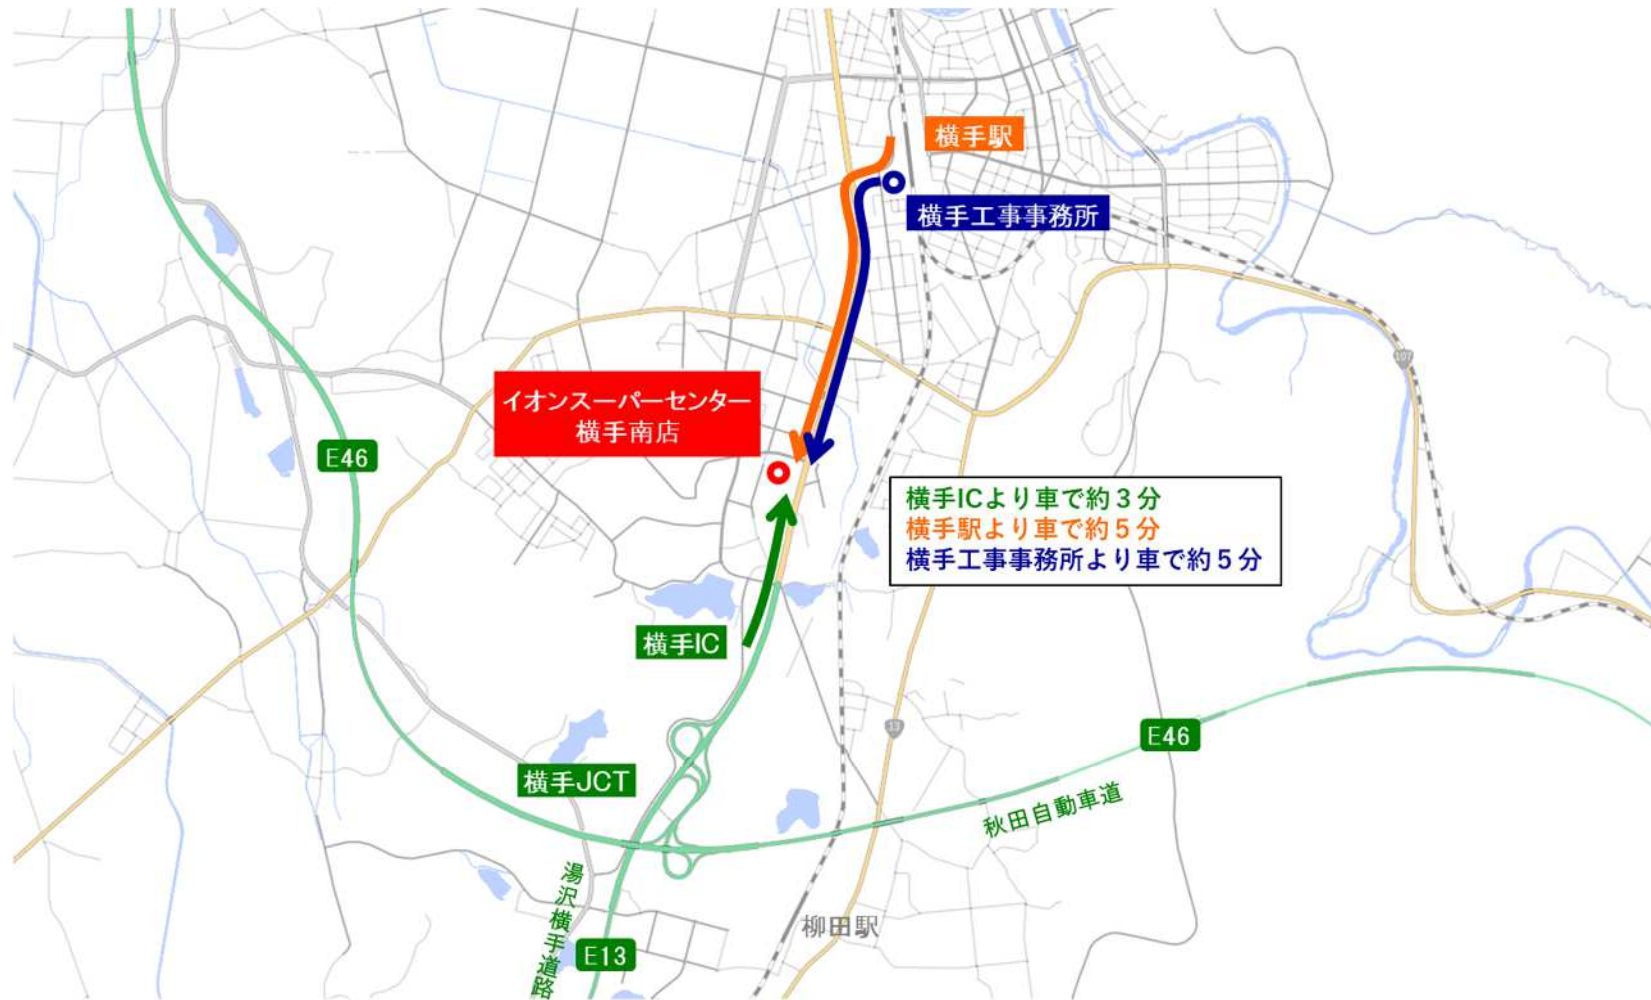 横手駅
横手工事事務所
107
イオンスーパーセンター
横手南店
E46
横手ICより車で約３分
横手駅より車で約５分
横手工事事務所より車で約５分
横手IC
13
E46
横手JCT
秋田自動車道
湯沢横手道路
柳田駅
E13